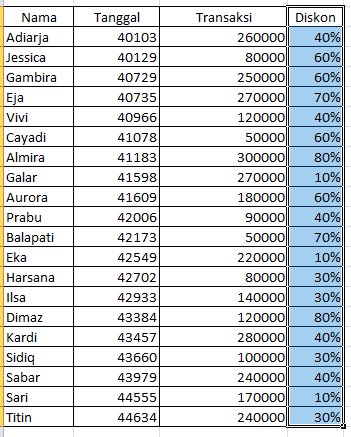 Nama Tanggal Transaksi Diskon
Adiarja 40103 260000 40%
Jessica 40129 80000 60%
Gambira 40729 250000 60%
Eja 40735 270000 70%
Vivi 40966 120000 40%
Cayadi 41078 50000 60%
Almira 41183 300000 80%
Galar 41598 270000 10%
Aurora 41609 180000 60%
Prabu 42006 90000 40%
Balapati 42173 50000 70%
Eka 42549 220000 10%
Harsana 42702 80000 30%
Ilsa 42933 140000 30%
Dimaz 43384 120000 80%
Kardi 43457 280000 40%
Sidiq 43660 100000 30%
Sabar 43979 240000 40%
Sari 44555 170000 10%
Titin 44634 240000 30%